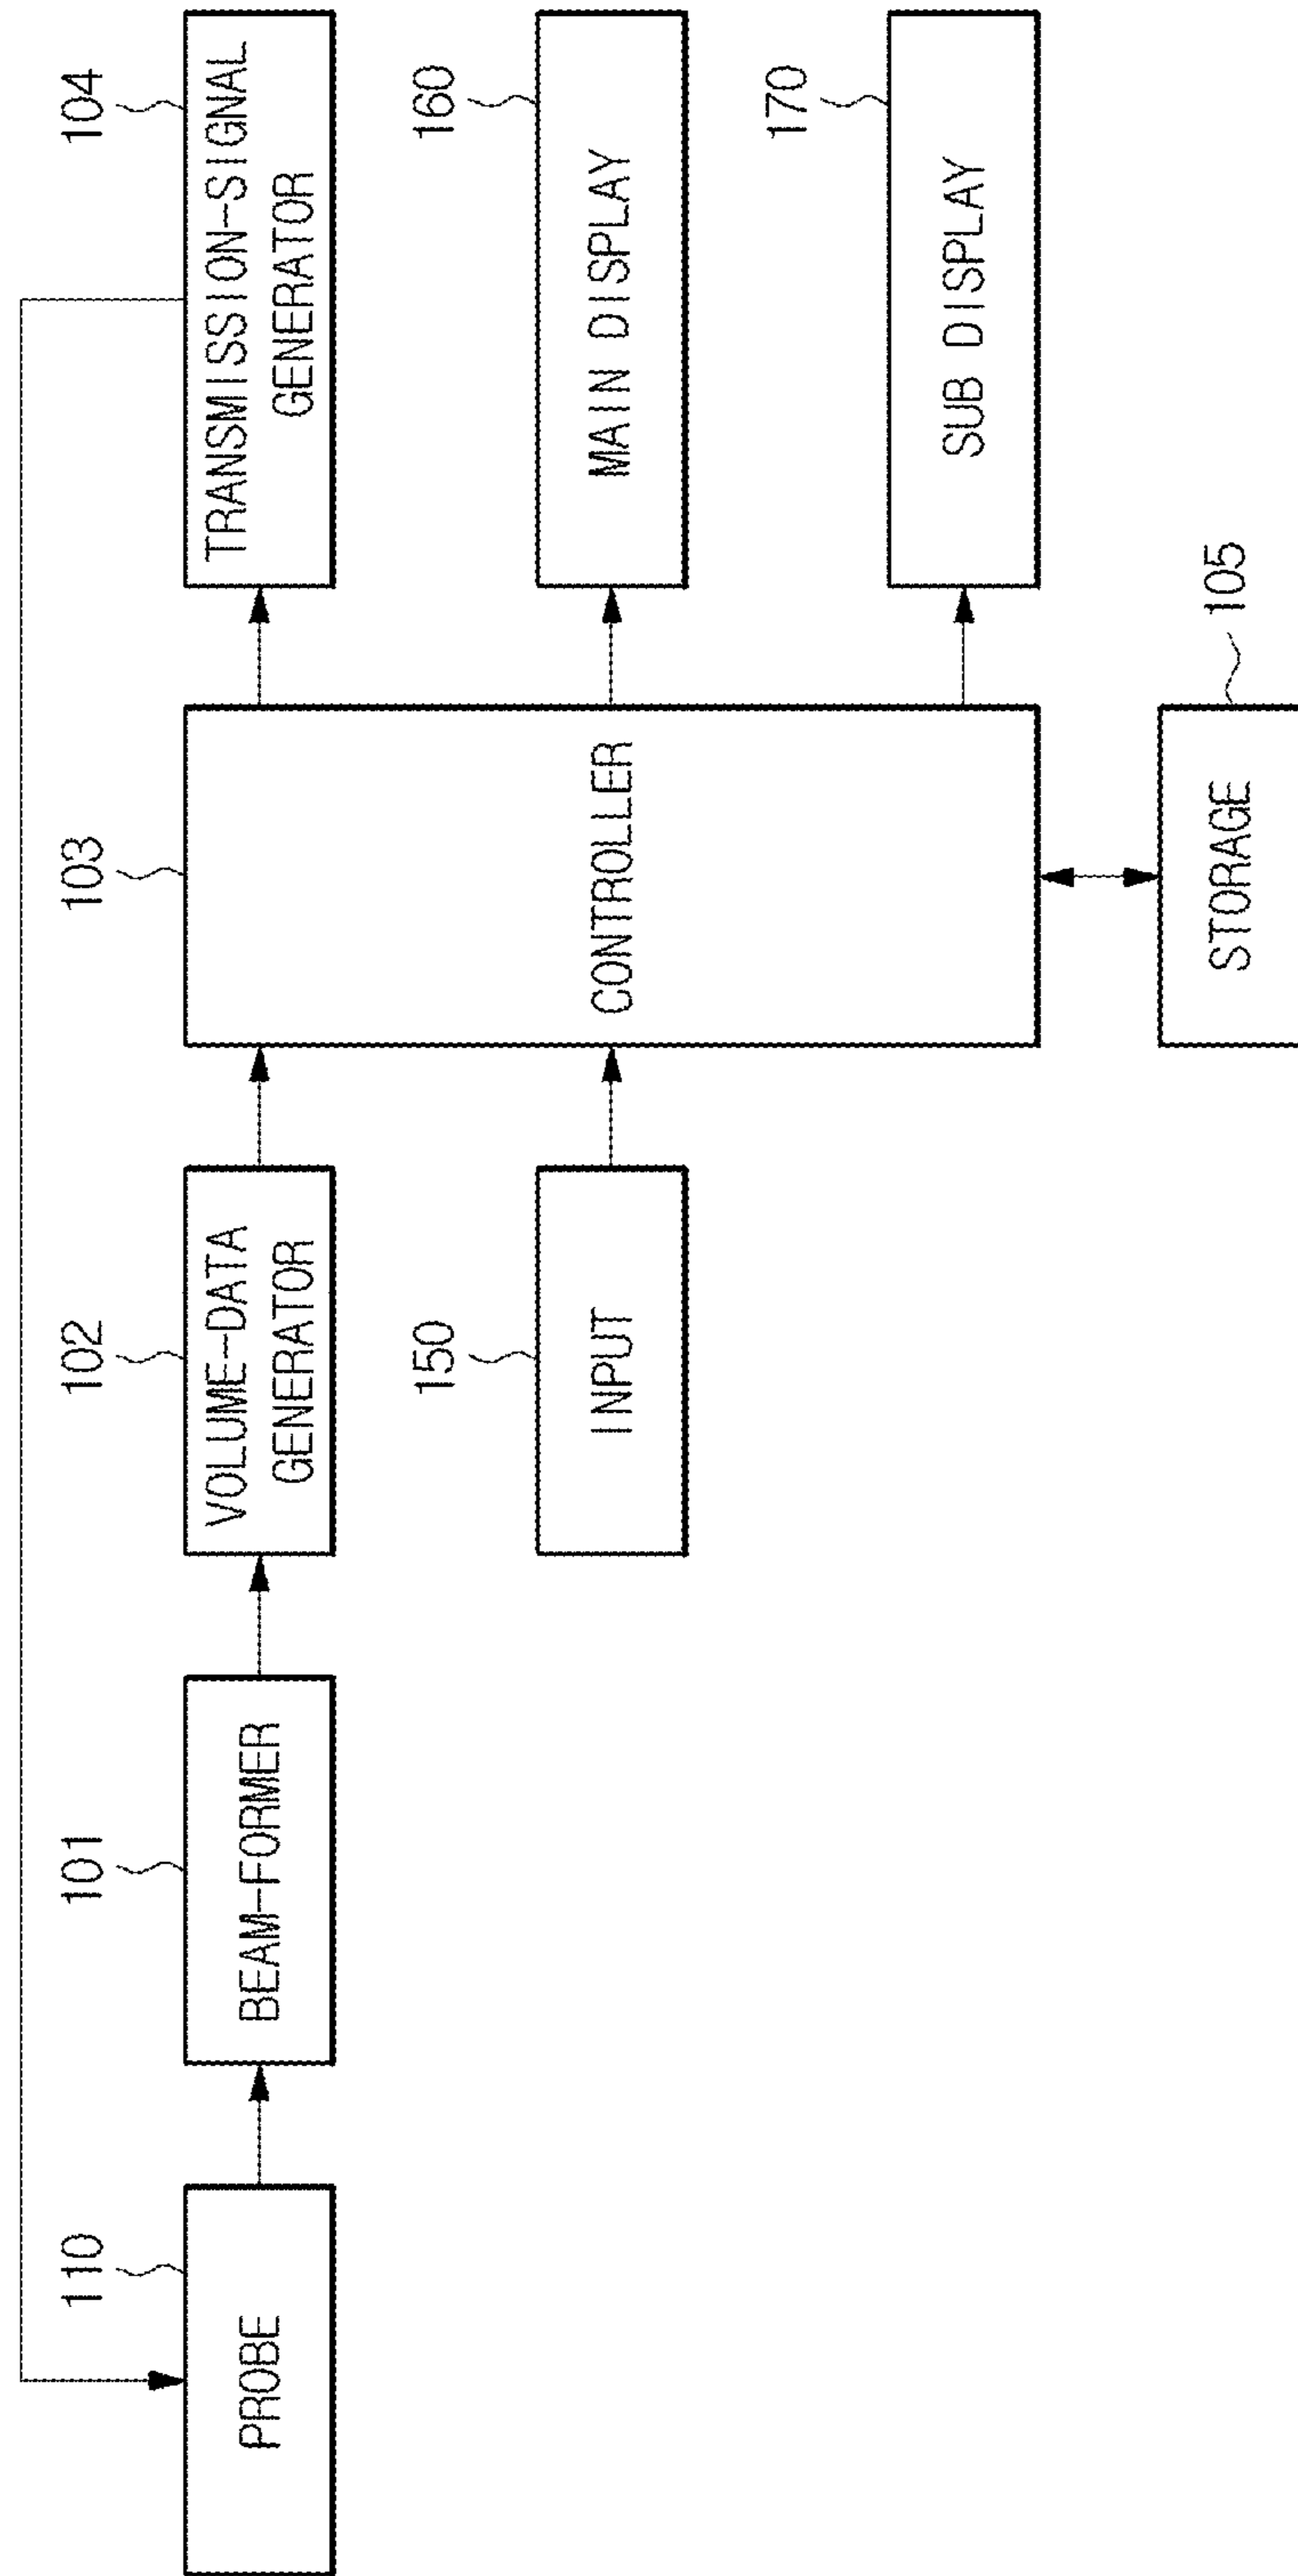 110
PROBE
101
BEAM-FORMER
102
VOLUME-DATA
GENERATOR
103
CONTROLLER
104
TRANSMISSION-SIGNAL
GENERATOR
150
INPUT
160
MAIN DISPLAY
170
SUB DISPLAY
105
STORAGE